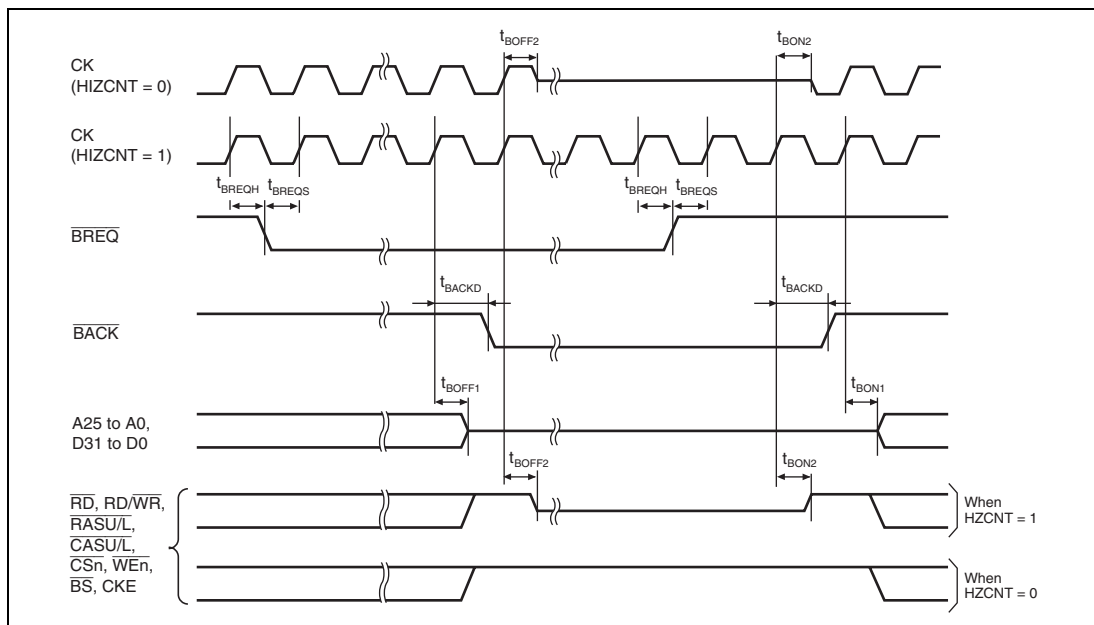 tBOFF2
tBON2
CK
(HIZCNT = 0)
CK
(HIZCNT = 1)
tBREQH
tBREQS
tBREQH
tBREQS
BREQ
tBACKD
tBACKD
BACK
tBOFF1
tBON1
A25 to A0,
D31 to D0
tBOFF2
tBON2
RD, RD/WR,
RASU/L,
CASU/L,
CSn, WEn,
BS, CKE
When
HZCNT = 1
When
HZCNT = 0